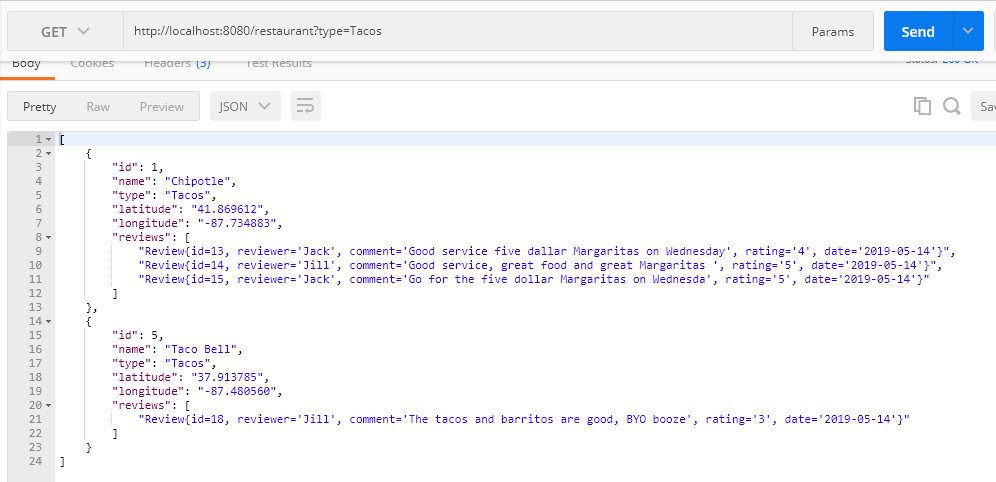 GET http://localhost:8080/restaurant?type=Tacos Params Send
Body Cookies Headers (3) Test Results Status: 200 OK
Pretty Raw Preview JSON Sav
1 [
2 {
3 "id": 1,
4 "name": "Chipotle",
5 "type": "Tacos",
6 "latitude": "41.869612",
7 "longitude": "-87.734883",
8 "reviews": [
9 "Review{id=13, reviewer='Jack', comment='Good service five dallar Margaritas on Wednesday', rating='4', date='2019-05-14'}",
10 "Review{id=14, reviewer='Jill', comment='Good service, great food and great Margaritas ', rating='5', date='2019-05-14'}",
11 "Review{id=15, reviewer='Jack', comment='Go for the five dollar Margaritas on Wednesda', rating='5', date='2019-05-14'}"
12 ]
13 },
14 {
15 "id": 5,
16 "name": "Taco Bell",
17 "type": "Tacos",
18 "latitude": "37.913785",
19 "longitude": "-87.480560",
20 "reviews": [
21 "Review{id=18, reviewer='Jill', comment='The tacos and barritos are good, BYO booze', rating='3', date='2019-05-14'}"
22 ]
23 }
24 ]